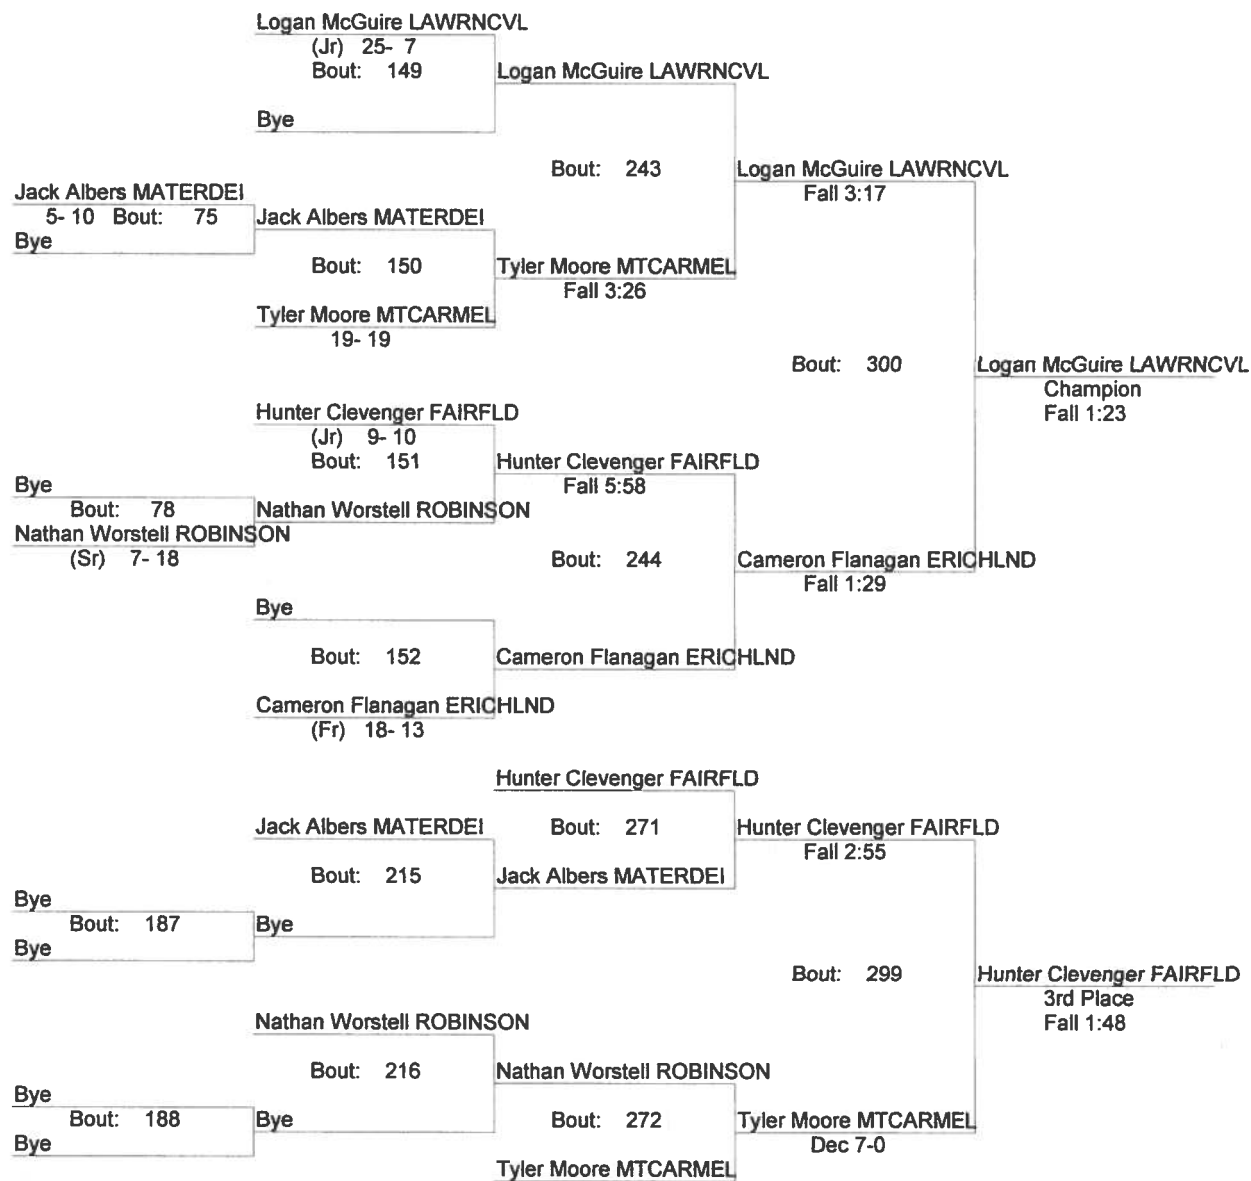 Logan McGuire LAWRNCVL
(Jr) 25- 7
Bout: 149
Logan McGuire LAWRNCVL
Bye
Bout: 243
Logan McGuire LAWRNCVL
Fall 3:17
Jack Albers MATERDEI
5- 10 Bout: 75
Bye
Jack Albers MATERDEI
Bout: 150
Tyler Moore MTCARMEL
Fall 3:26
Tyler Moore MTCARMEL
19- 19
Bout: 300
Logan McGuire LAWRNCVL
Champion
Fall 1:23
Hunter Clevenger FAIRFLD
(Jr) 9- 10
Bout: 151
Hunter Clevenger FAIRFLD
Fall 5:58
Bye
Bout: 78
Nathan Worstell ROBINSON
(Sr) 7- 18
Nathan Worstell ROBINSON
Bout: 244
Cameron Flanagan ERICHLND
Fall 1:29
Bye
Bout: 152
Cameron Flanagan ERICHLND
Cameron Flanagan ERICHLND
(Fr) 18- 13
Hunter Clevenger FAIRFLD
Jack Albers MATERDEI
Bout: 271
Hunter Clevenger FAIRFLD
Fall 2:55
Bout: 215
Jack Albers MATERDEI
Bye
Bout: 187
Bye
Bye
Bout: 299
Hunter Clevenger FAIRFLD
3rd Place
Fall 1:48
Nathan Worstell ROBINSON
Bout: 216
Nathan Worstell ROBINSON
Bye
Bout: 188
Bye
Bye
Bout: 272
Tyler Moore MTCARMEL
Dec 7-0
Tyler Moore MTCARMEL